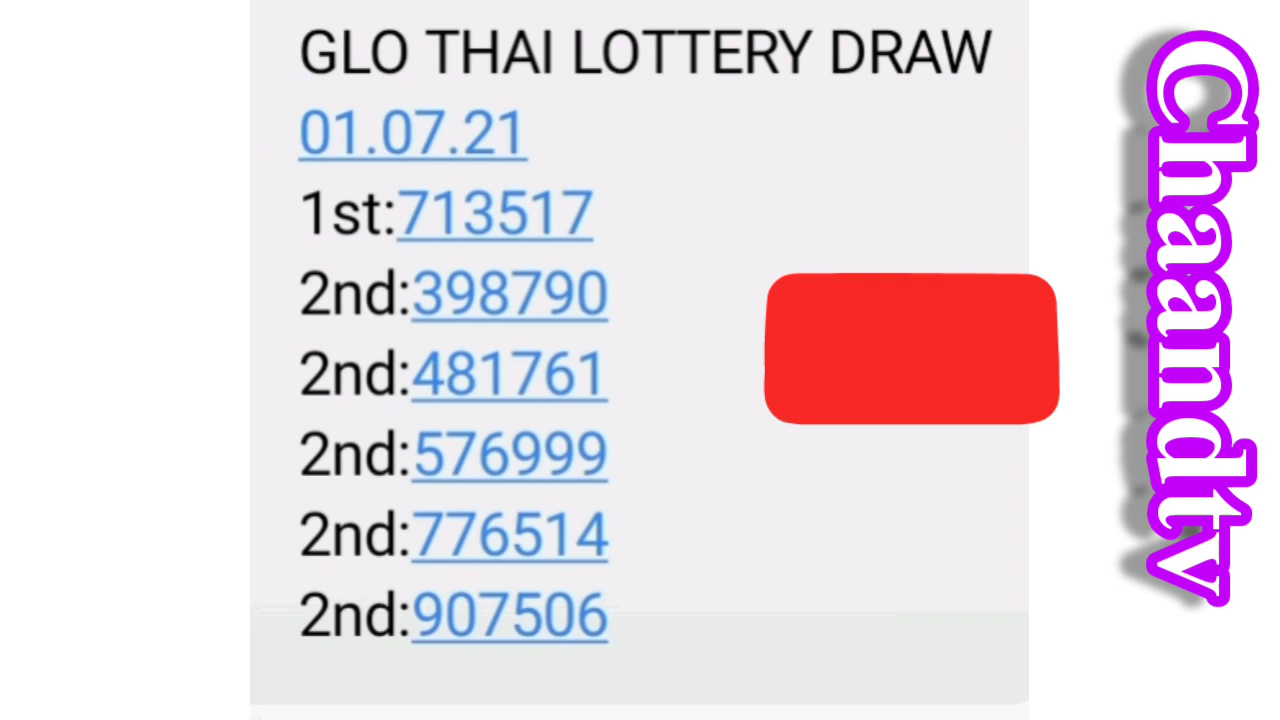 GLO THAI LOTTERY DRAW
01.07.21
1st:713517
2nd:398790
2nd:481761
2nd:576999
2nd:776514
2nd:907506
Chaandtv